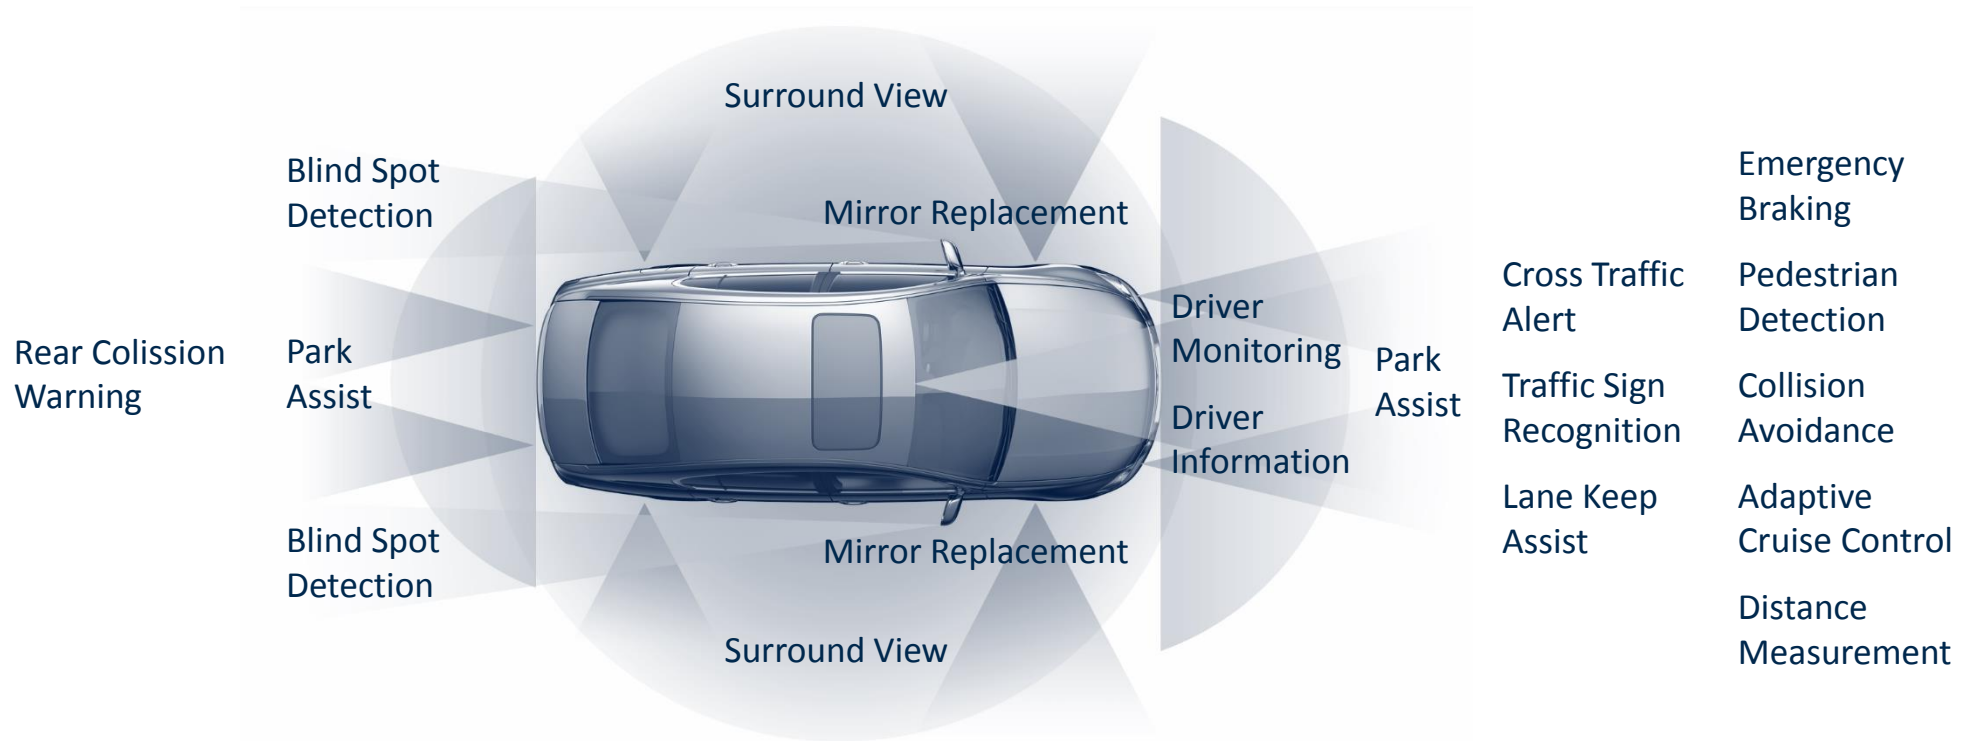 Surround View
Blind Spot
Detection
Mirror Replacement
Rear Colission
Warning
Park
Assist
Driver
Monitoring
Driver
Information
Park
Assist
Blind Spot
Detection
Mirror Replacement
Surround View
Cross Traffic
Alert
Traffic Sign
Recognition
Lane Keep
Assist
Emergency
Braking
Pedestrian
Detection
Collision
Avoidance
Adaptive
Cruise Control
Distance
Measurement